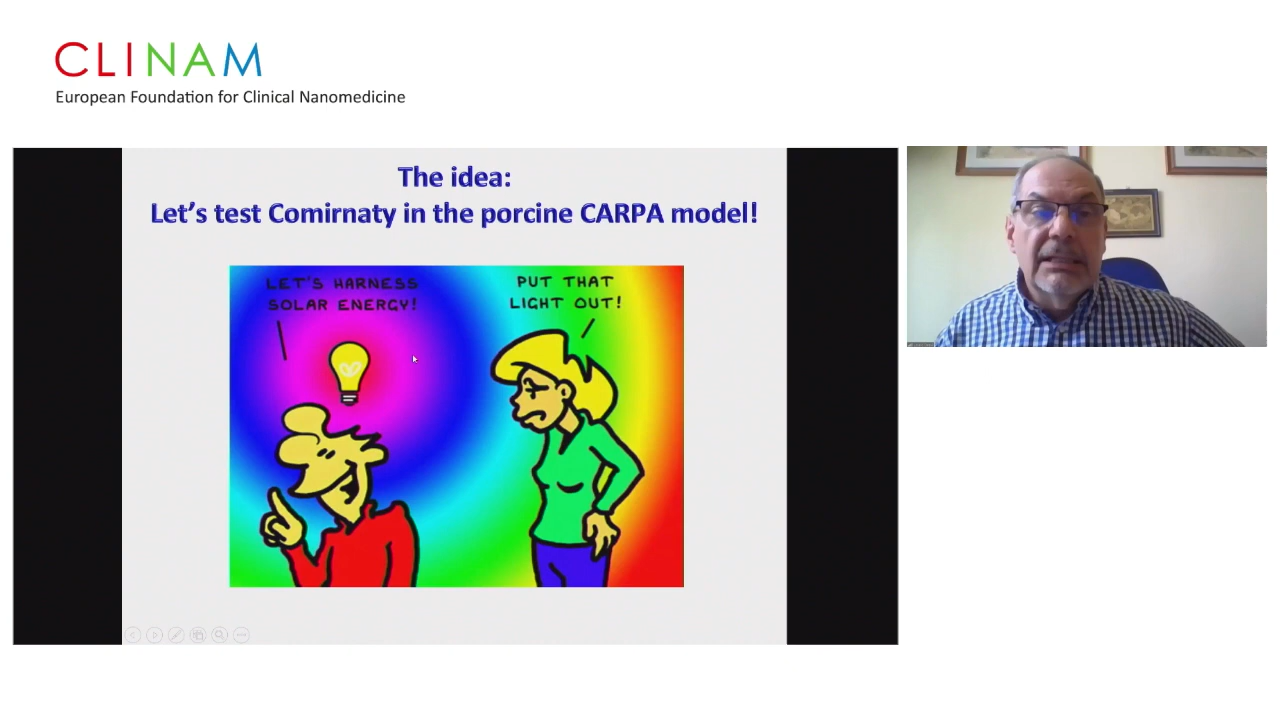 CLINAM
European Foundation for Clinical Nanomedicine
The idea:
Let's test Comirnaty in the porcine CARPA model!
LET'S HARNESS
SOLAR ENERGY!
PUT THAT
LIGHT OUT!